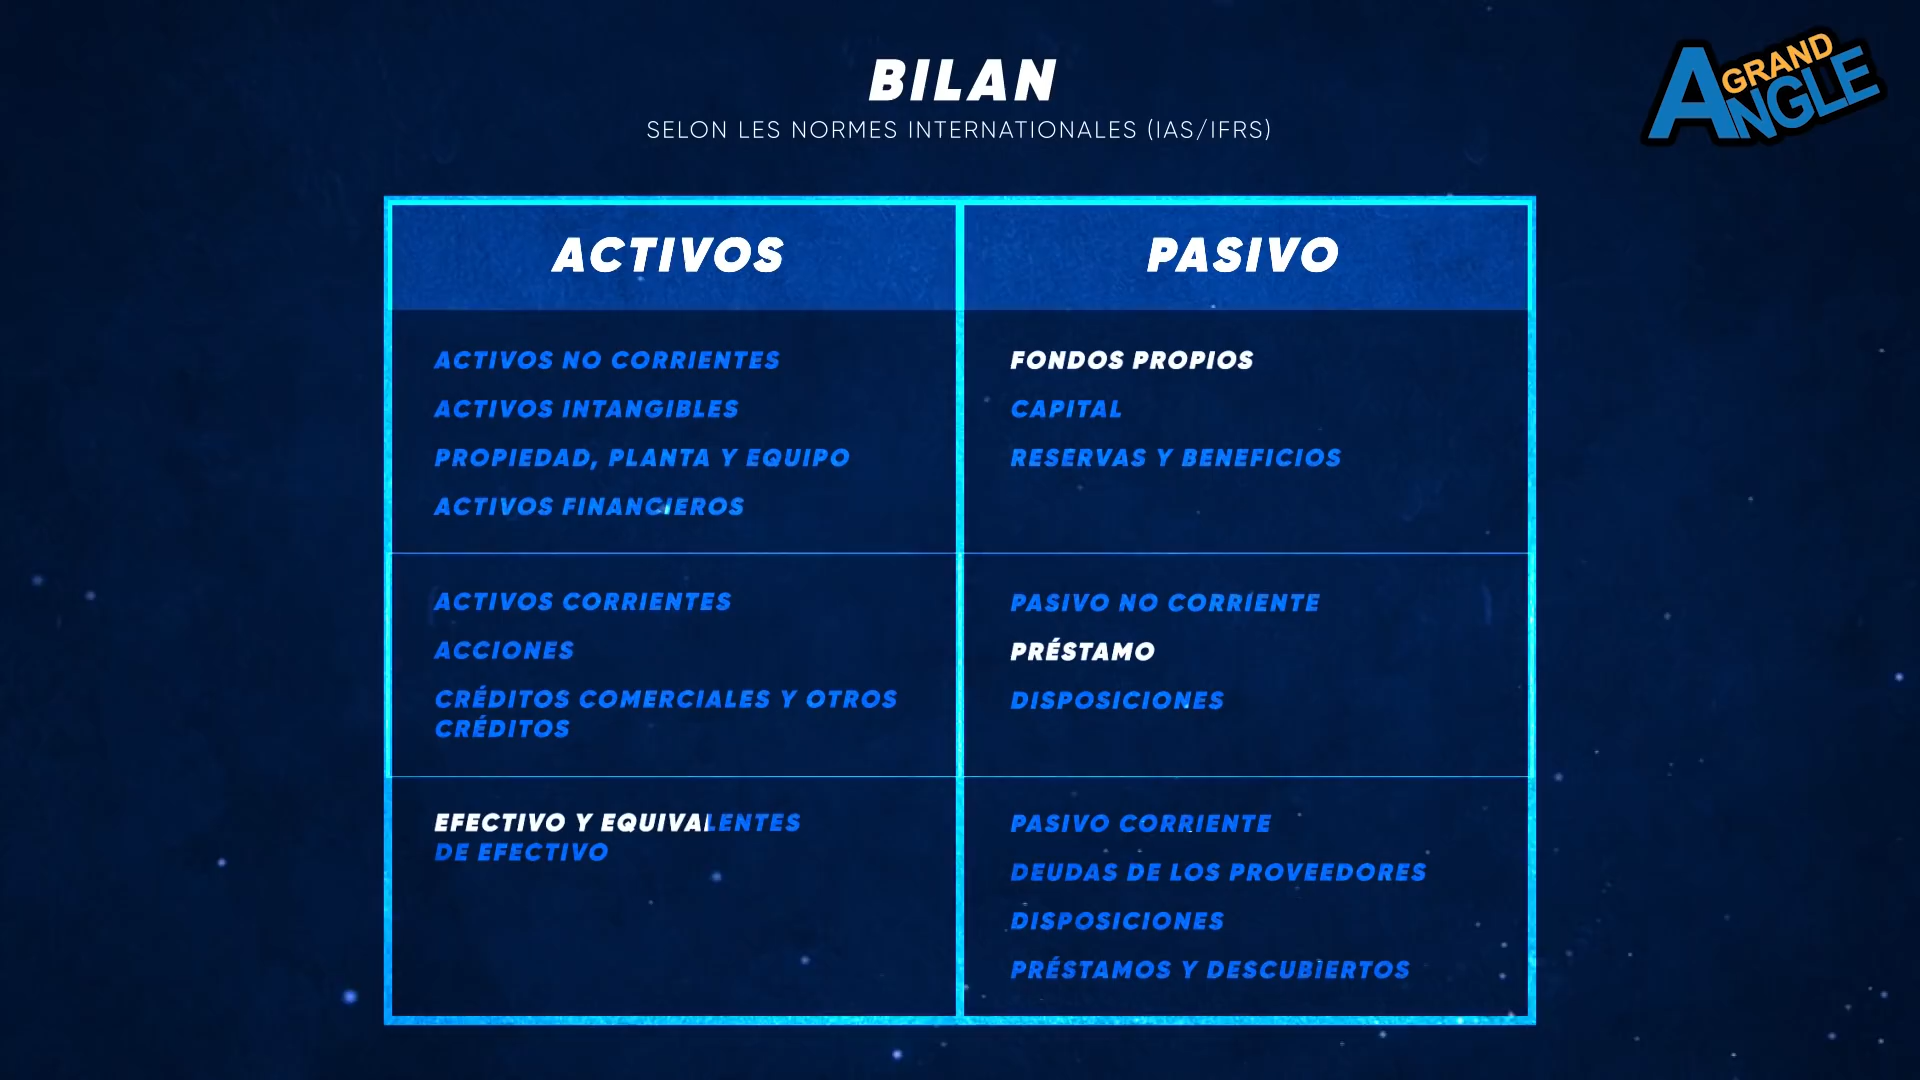 BILAN
SELON LES NORMES INTERNATIONALES (IAS/IFRS)
GRAND
ANGLE
ACTIVOS
ACTIVOS NO CORRIENTES
ACTIVOS INTANGIBLES
PROPIEDAD, PLANTA Y EQUIPO
ACTIVOS FINANCIEROS
ACTIVOS CORRIENTES
ACCIONES
CRÉDITOS COMERCIALES Y OTROS
CRÉDITOS
EFECTIVO Y EQUIVALENTES
DE EFECTIVO
PASIVO
FONDOS PROPIOS
CAPITAL
RESERVAS Y BENEFICIOS
PASIVO NO CORRIENTE
PRÉSTAMO
DISPOSICIONES
PASIVO CORRIENTE
DEUDAS DE LOS PROVEEDORES
DISPOSICIONES
PRÉSTAMOS Y DESCUBIERTOS